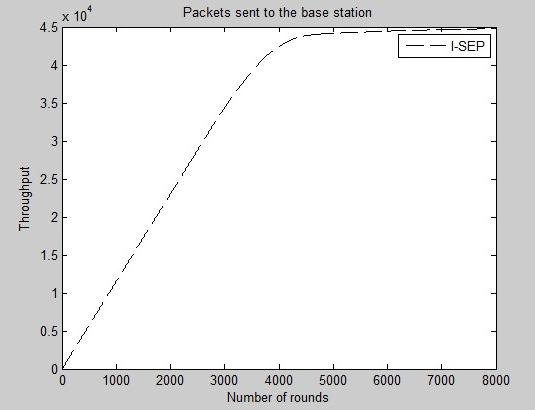 Packets sent to the base station
x 10^4
4.5
4
3.5
3
2.5
2
1.5
1
0.5
0
Throughput
I-SEP
0 1000 2000 3000 4000 5000 6000 7000 8000
Number of rounds